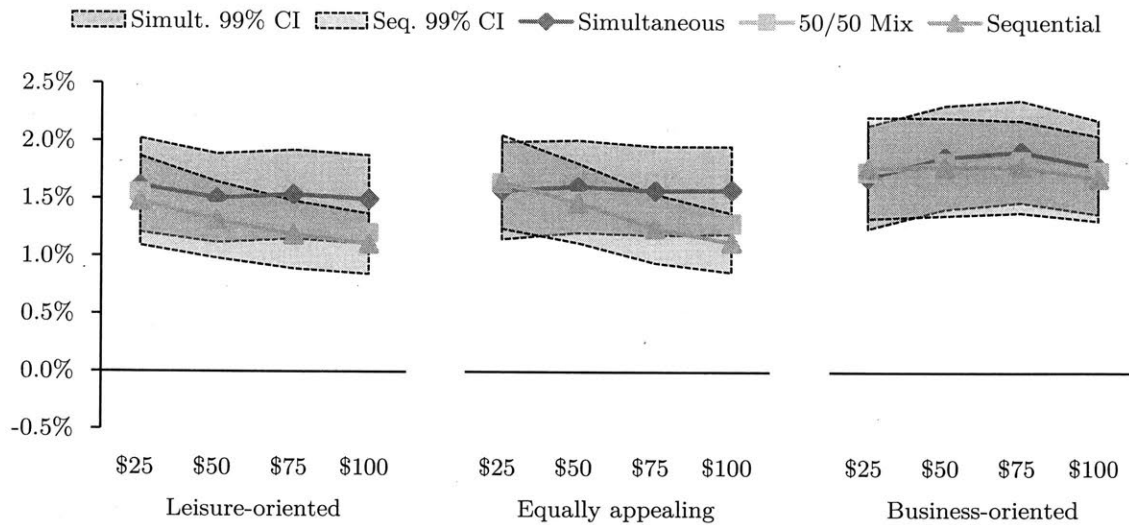 Simult. 99% CI Seq. 99% CI Simultaneous 50/50 Mix Sequential
2.5%
2.0%
1.5%
1.0%
0.5%
0.0%
-0.5%
$25 $50 $75 $100 $25 $50 $75 $100 $25 $50 $75 $100
Leisure-oriented Equally appealing Business-oriented